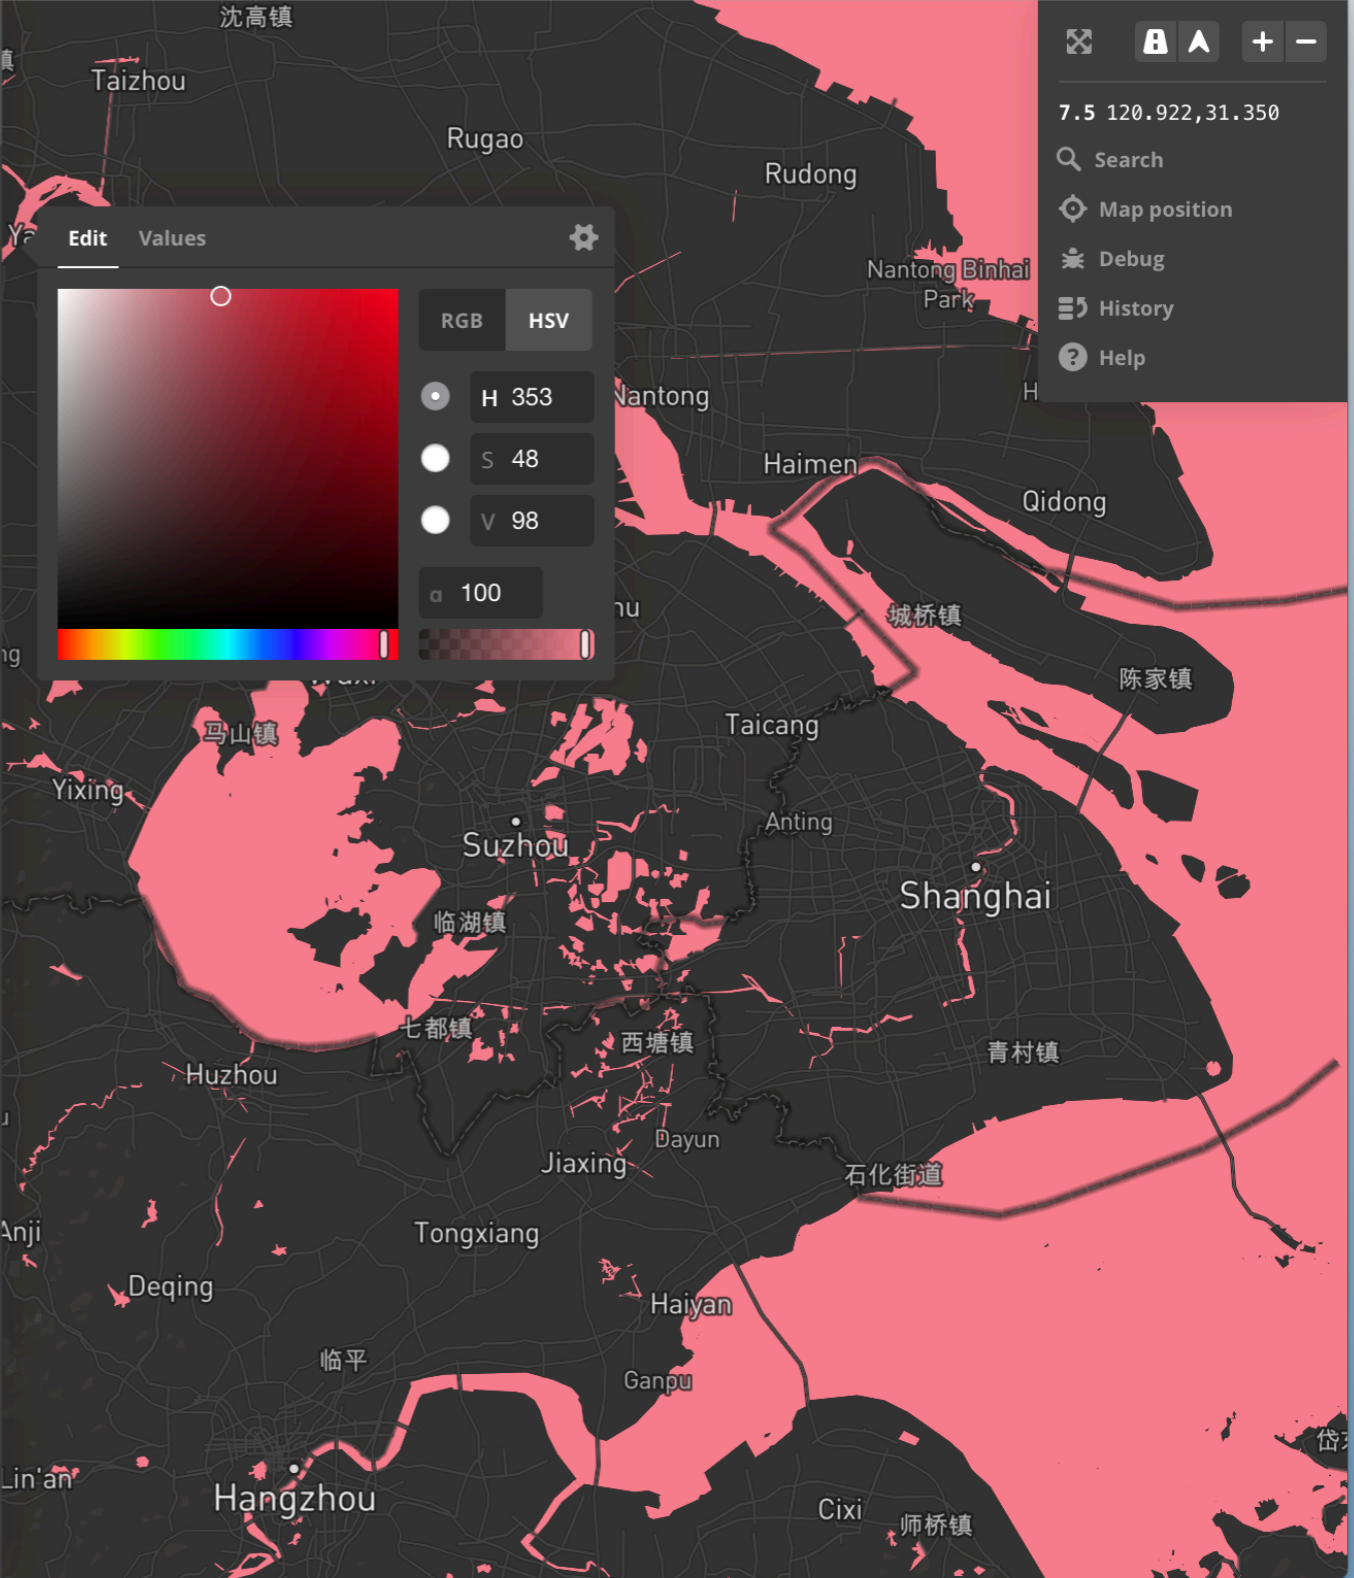 沈高镇
Taizhou
Rugao
Rudong
Nantong Binhai
Park
7.5 120.922,31.350
Search
Map position
Debug
History
Help
Edit Values
RGB HSV
H 353
S 48
V 98
α 100
Nantong
Haimen
Qidong
城桥镇
陈家镇
马山镇
Taicang
Yixing
Anting
Suzhou
Shanghai
临湖镇
七都镇
西塘镇
青村镇
Huzhou
Dayun
Jiaxing
石化街道
Anji
Tongxiang
Deqing
Haiyan
临平
Ganpu
Lin'an
Hangzhou
Cixi
师桥镇